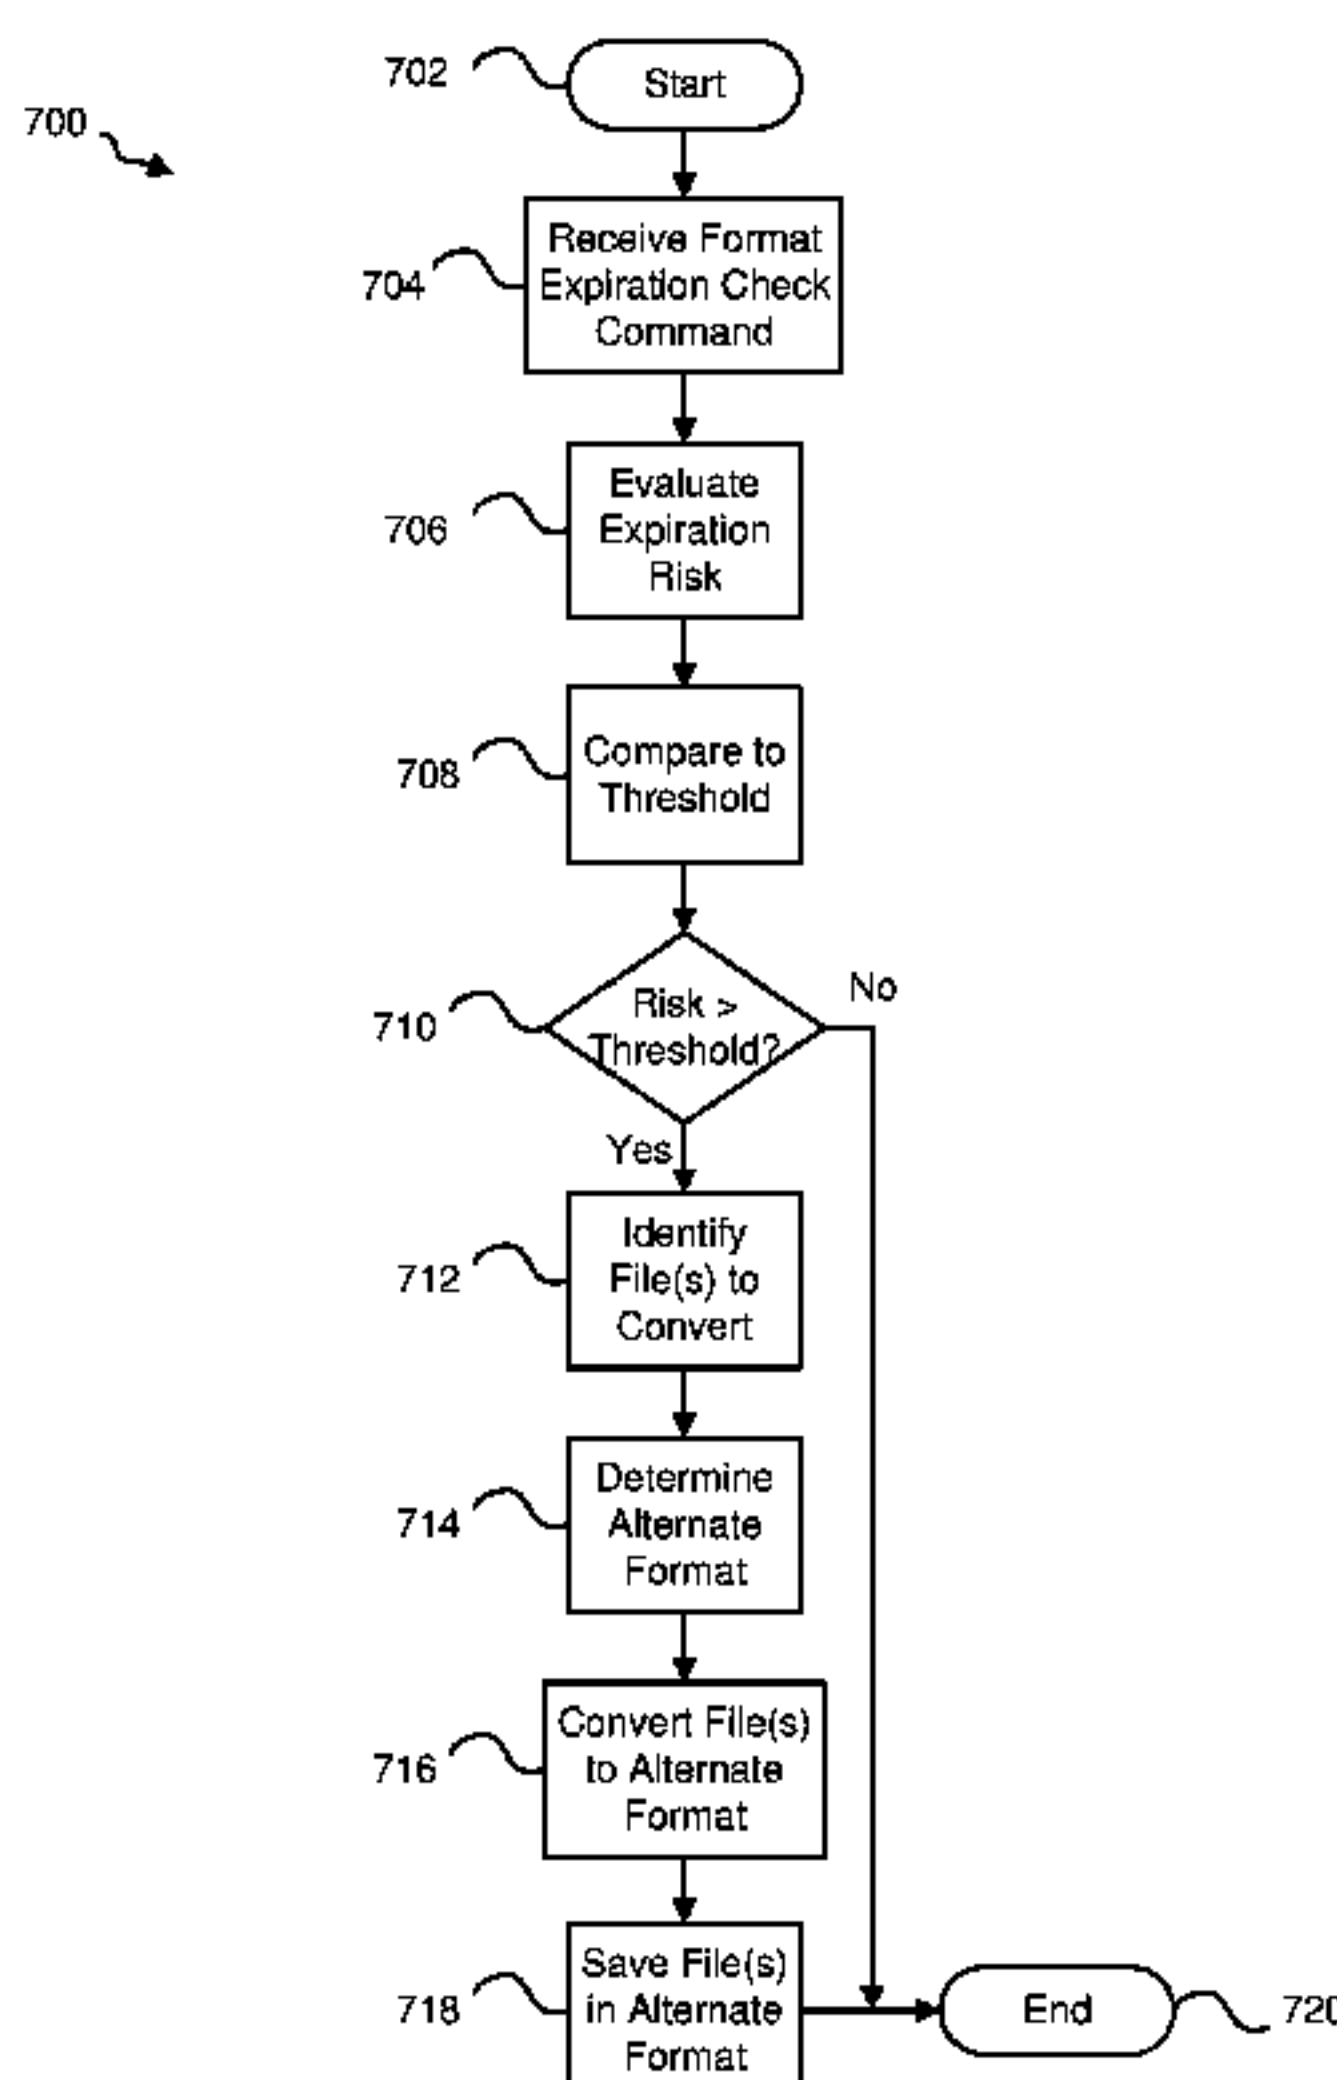 702
Start
700
Receive Format
Expiration Check
Command
704
Evaluate
Expiration
Risk
706
Compare to
Threshold
708
Risk >
Threshold?
710
No
Yes
Identify
File(s) to
Convert
712
Determine
Alternate
Format
714
Convert File(s)
to Alternate
Format
716
Save File(s)
in Alternate
Format
718
End
720